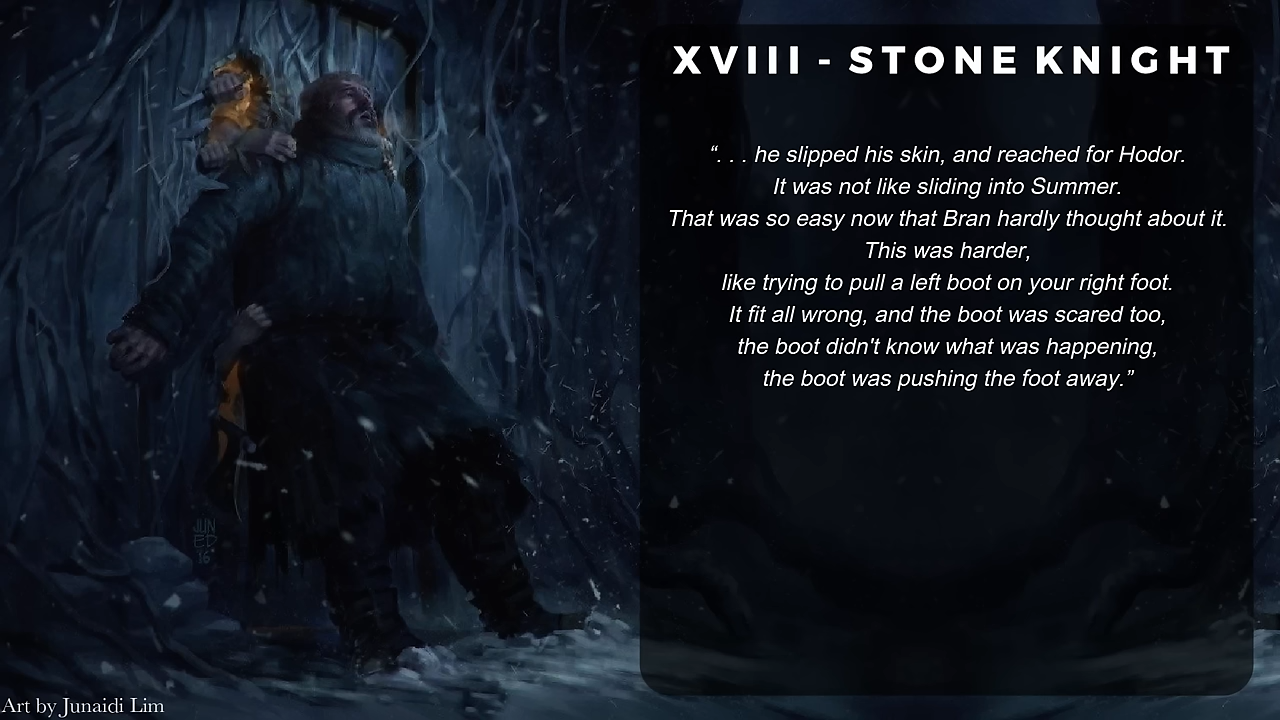 XVIII - STONE KNIGHT
“. . . he slipped his skin, and reached for Hodor.
It was not like sliding into Summer.
That was so easy now that Bran hardly thought about it.
This was harder,
like trying to pull a left boot on your right foot.
It fit all wrong, and the boot was scared too,
the boot didn't know what was happening,
the boot was pushing the foot away.”
JUN
ED
'16
Art by Junaidi Lim